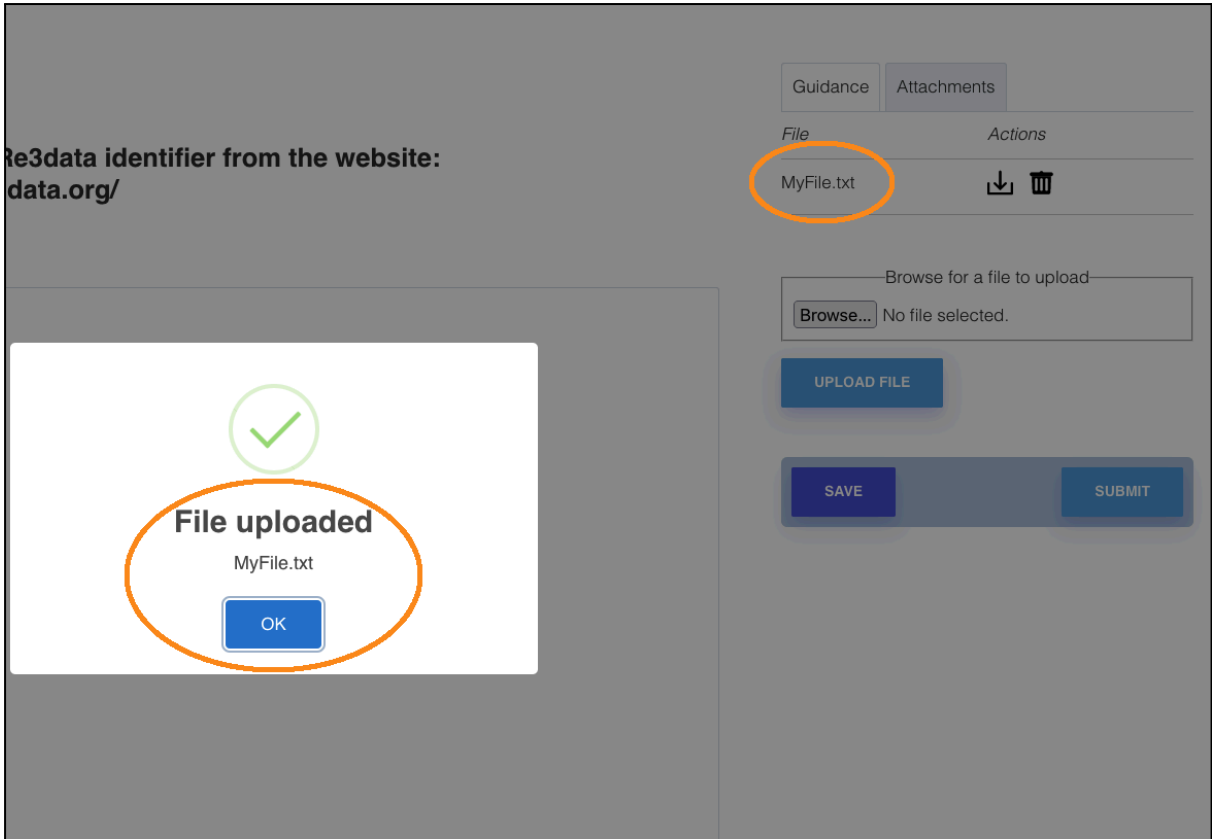 Re3data identifier from the website:
data.org/
Guidance
Attachments
File
Actions
MyFile.txt
Browse for a file to upload
Browse... No file selected.
UPLOAD FILE
SAVE
SUBMIT
File uploaded
MyFile.txt
OK